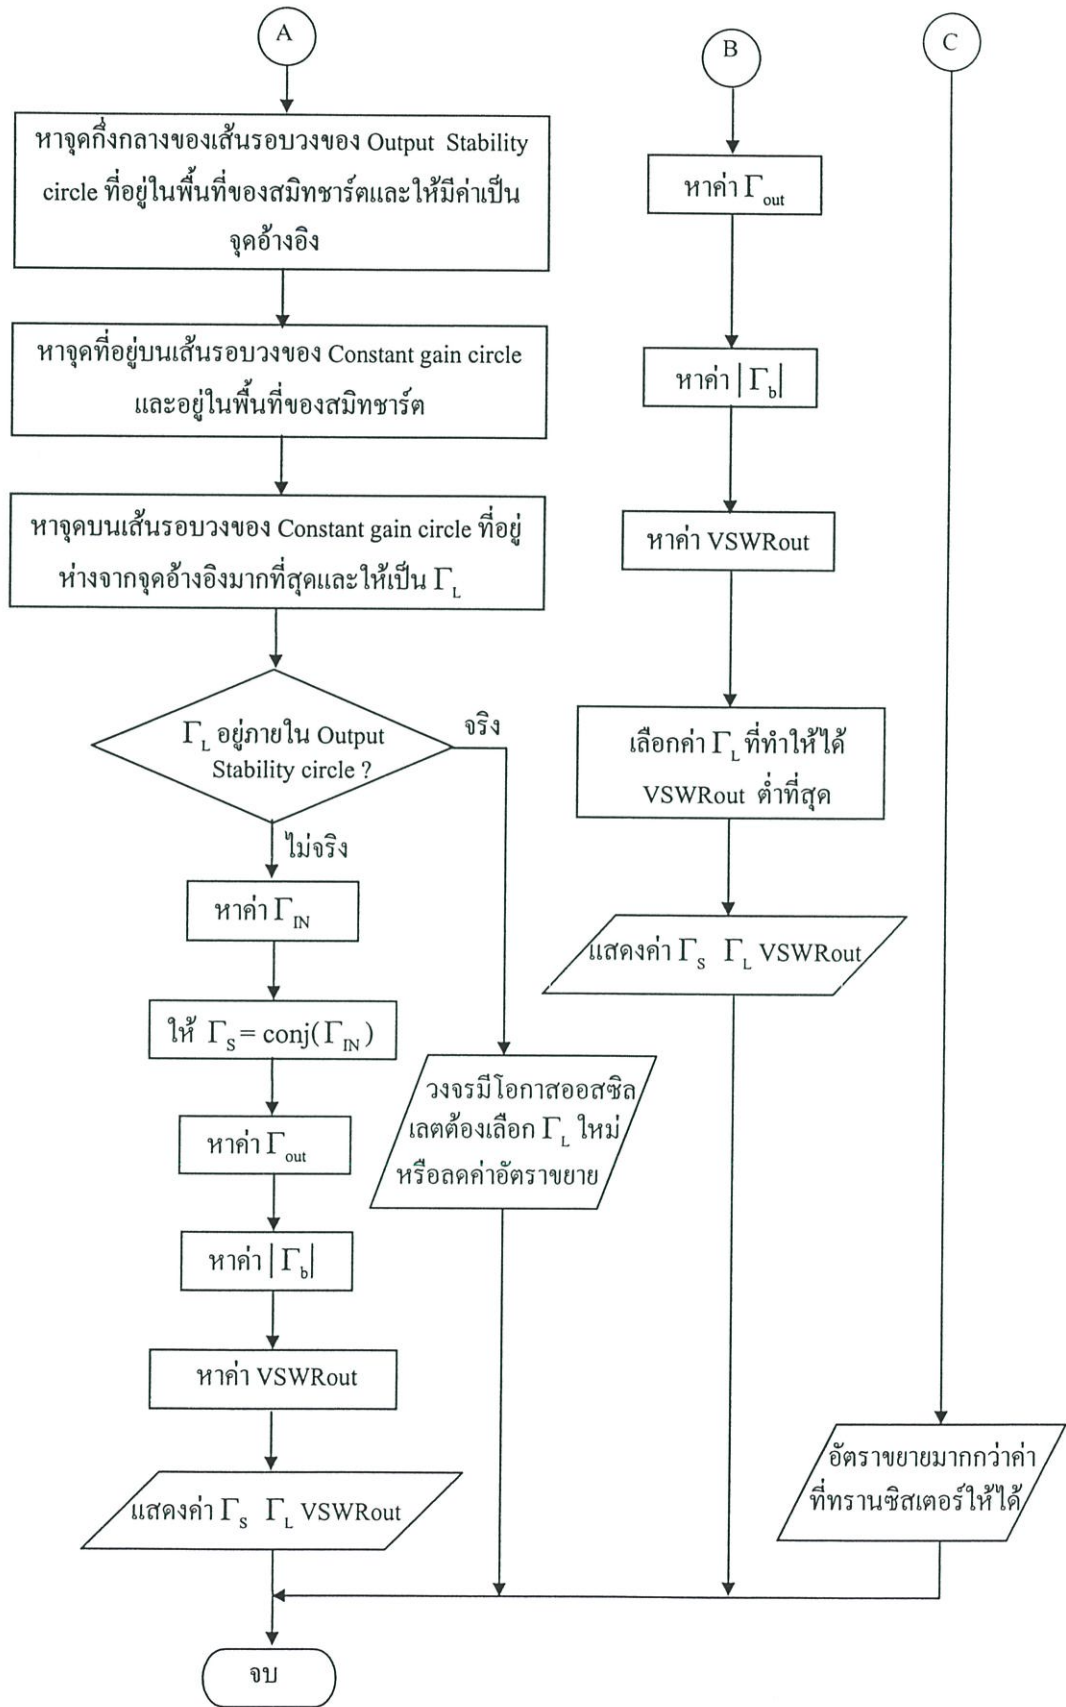 A
หาจุดกึ่งกลางของเส้นรอบวงของ Output Stability
circle ที่อยู่ในพื้นที่ของสมิทชาร์ตและให้มีค่าเป็น
จุดอ้างอิง
หาจุดที่อยู่บนเส้นรอบวงของ Constant gain circle
และอยู่ในพื้นที่ของสมิทชาร์ต
หาจุดบนเส้นรอบวงของ Constant gain circle ที่อยู่
ห่างจากจุดอ้างอิงมากที่สุดและให้เป็น Γ_L
Γ_L อยู่ภายใน Output
Stability circle ?
จริง
ไม่จริง
หาค่า Γ_IN
ให้ Γ_S = conj(Γ_IN)
หาค่า Γ_out
หาค่า |Γ_b|
หาค่า VSWRout
แสดงค่า Γ_S Γ_L VSWRout
วงจรมีโอกาสออสซิล
เลตต้องเลือก Γ_L ใหม่
หรือลดค่าอัตราขยาย
B
หาค่า Γ_out
หาค่า |Γ_b|
หาค่า VSWRout
เลือกค่า Γ_L ที่ทำให้ได้
VSWRout ต่ำที่สุด
แสดงค่า Γ_S Γ_L VSWRout
C
อัตราขยายมากกว่าค่า
ที่ทรานซิสเตอร์ให้ได้
จบ